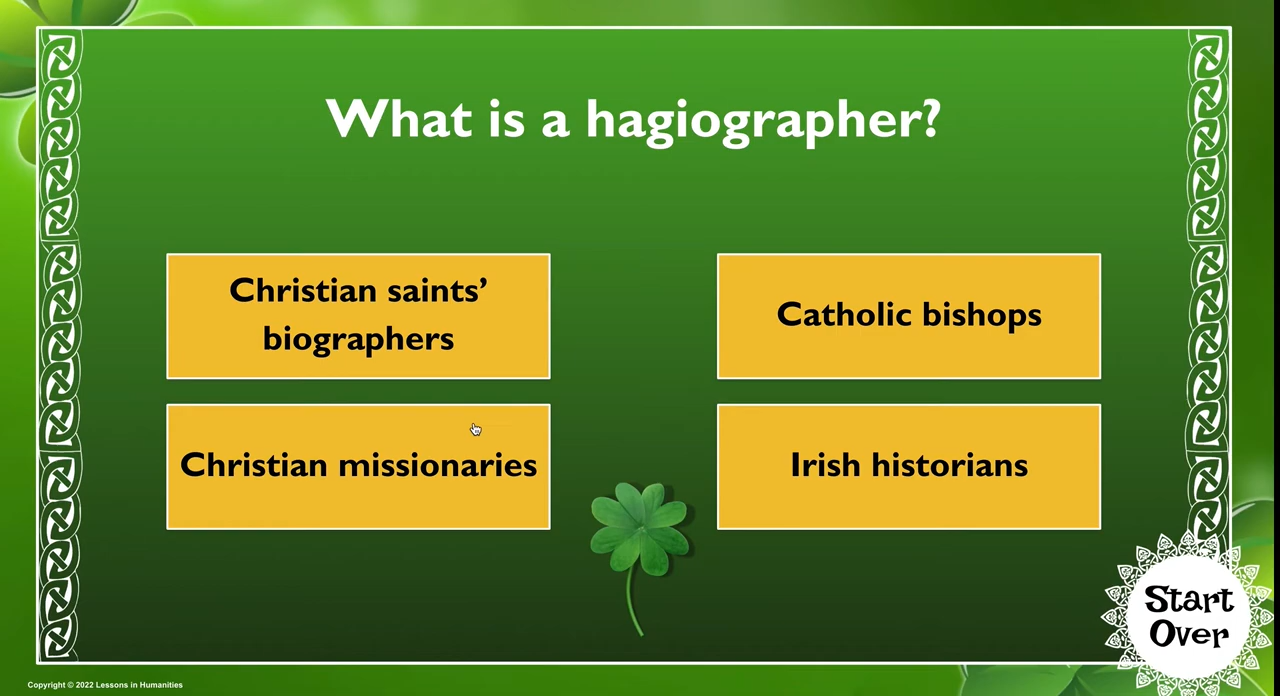 What is a hagiographer?
Christian saints’
biographers
Catholic bishops
Christian missionaries
Irish historians
Start
Over
Copyright © 2022 Lessons in Humanities